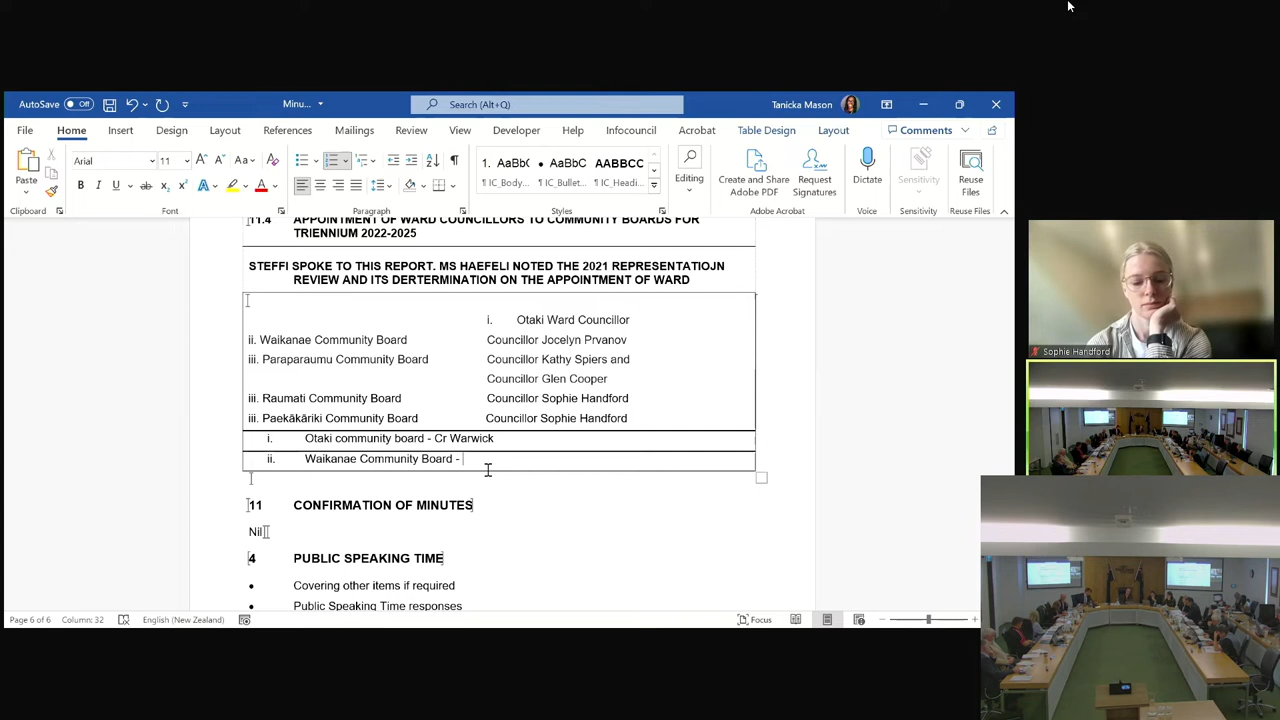 AutoSave Off Minu... Search (Alt+Q) Tanicka Mason
File Home Insert Design Layout References Mailings Review View Developer Help Infocouncil Acrobat Table Design Layout Comments
Arial 11 Aa 1. AaBbC AaBbC AABBCC
Paste ¶ IC_Body... ¶ IC_Bullet... ¶ IC_Headi... Editing Create and Share Adobe PDF Request Signatures Dictate Sensitivity Reuse Files
Clipboard Font Paragraph Styles Adobe Acrobat Voice Sensitivity Reuse Files
11.4 APPOINTMENT OF WARD COUNCILLORS TO COMMUNITY BOARDS FOR
TRIENNIUM 2022-2025
STEFFI SPOKE TO THIS REPORT. MS HAEFELI NOTED THE 2021 REPRESENTATIOJN
REVIEW AND ITS DERTERMINATION ON THE APPOINTMENT OF WARD
i. Otaki Ward Councillor
ii. Waikanae Community Board Councillor Jocelyn Prvanov
iii. Paraparaumu Community Board Councillor Kathy Spiers and
Councillor Glen Cooper
iii. Raumati Community Board Councillor Sophie Handford
iii. Paekākāriki Community Board Councillor Sophie Handford
i. Otaki community board - Cr Warwick
ii. Waikanae Community Board -
11 CONFIRMATION OF MINUTES
Nil
4 PUBLIC SPEAKING TIME
• Covering other items if required
• Public Speaking Time responses
Page 6 of 6 Column: 32 English (New Zealand) Focus
Sophie Handford